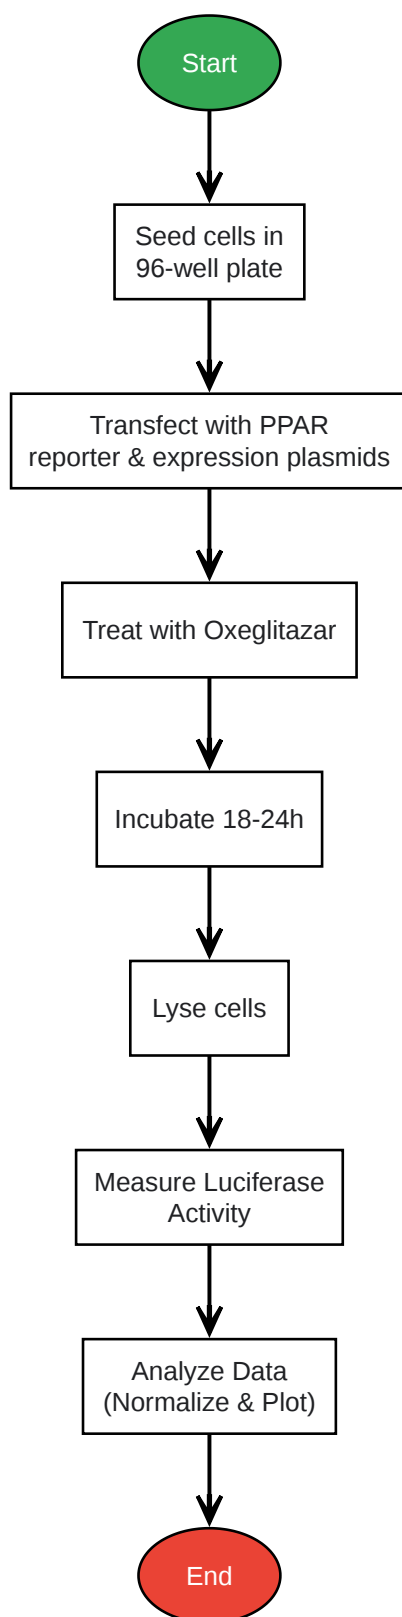 Start
Seed cells in
96-well plate
Transfect with PPAR
reporter & expression plasmids
Treat with Oxeglitazar
Incubate 18-24h
Lyse cells
Measure Luciferase
Activity
Analyze Data
(Normalize & Plot)
End